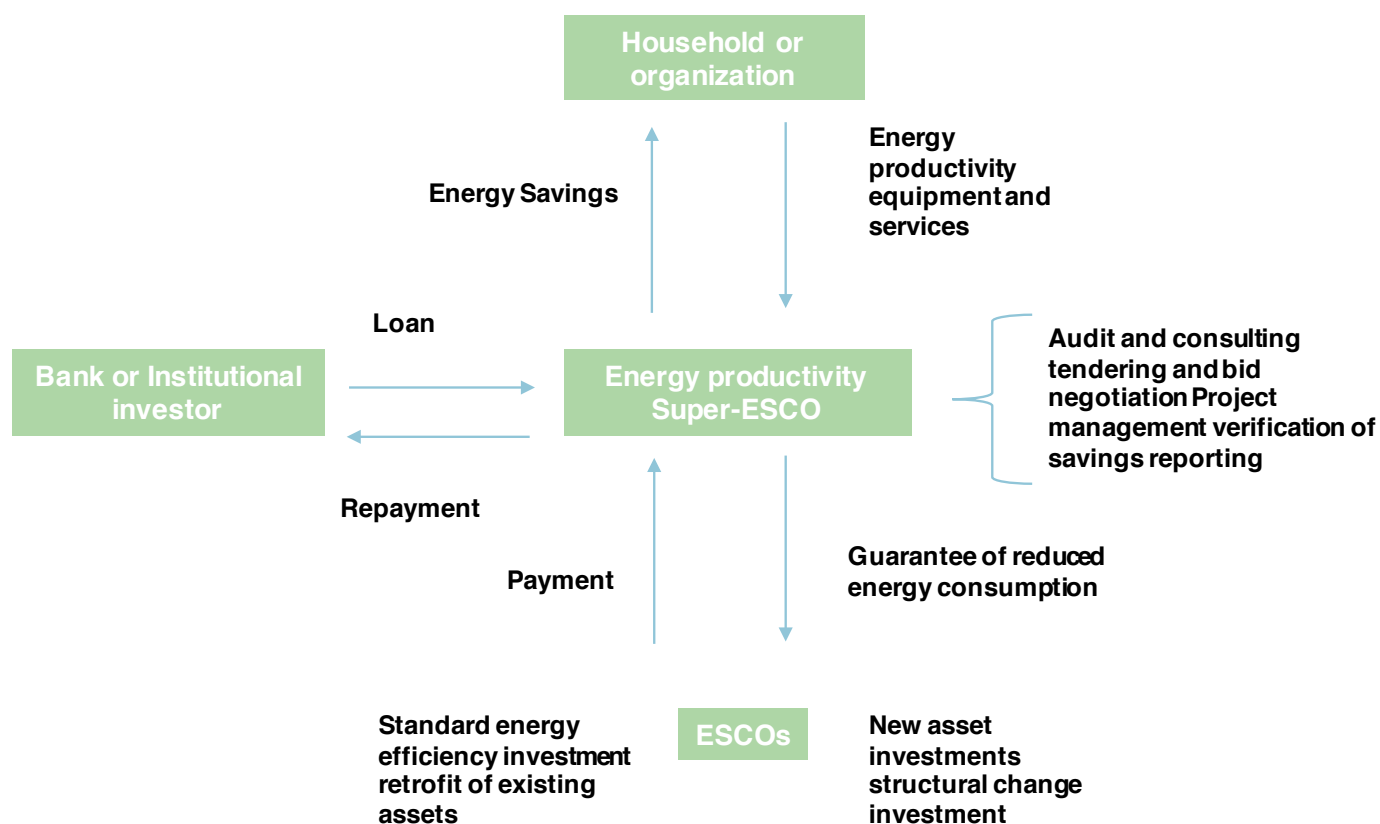 Household or
organization
Energy Savings
Energy
productivity
equipment and
services
Loan
Bank or Institutional
investor
Energy productivity
Super-ESCO
Audit and consulting
tendering and bid
negotiation Project
management verification of
savings reporting
Repayment
Payment
Guarantee of reduced
energy consumption
Standard energy
efficiency investment
retrofit of existing
assets
ESCOs
New asset
investments
structural change
investment